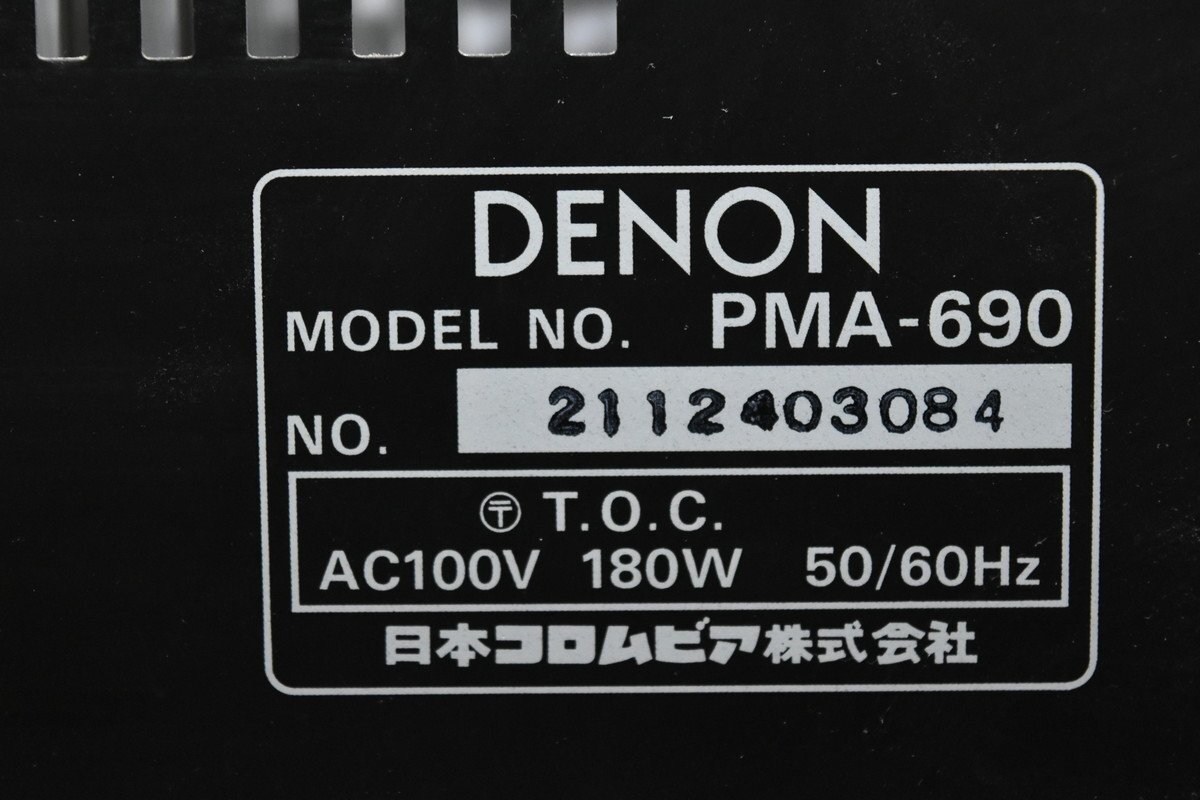 DENON
MODEL NO. PMA-690
NO. 2112403084
〶 T.O.C.
AC100V 180W 50/60Hz
日本コロムビア株式会社